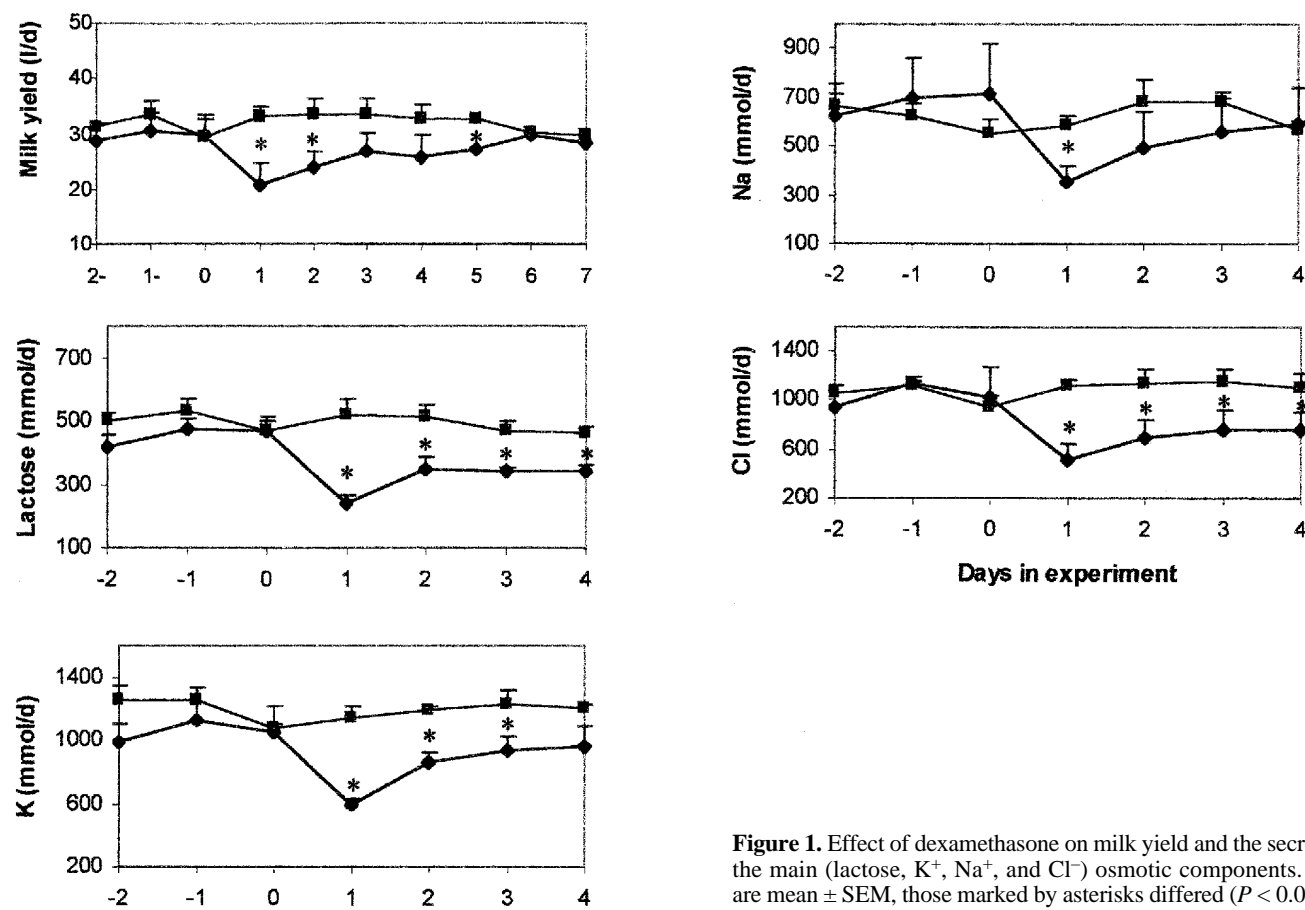 Milk yield (l/d)
50
40
30
20
10
2- 1- 0 1 2 3 4 5 6 7
* * *
Lactose (mmol/d)
700
500
300
100
-2 -1 0 1 2 3 4
* * * *
K (mmol/d)
1400
1000
600
200
-2 -1 0 1 2 3 4
* * *
Na (mmol/d)
900
700
500
300
100
-2 -1 0 1 2 3 4
*
Cl (mmol/d)
1400
1000
600
200
-2 -1 0 1 2 3 4
* * * *
Days in experiment
Figure 1. Effect of dexamethasone on milk yield and the secr
the main (lactose, K⁺, Na⁺, and Cl⁻) osmotic components.
are mean ± SEM, those marked by asterisks differed (P < 0.0